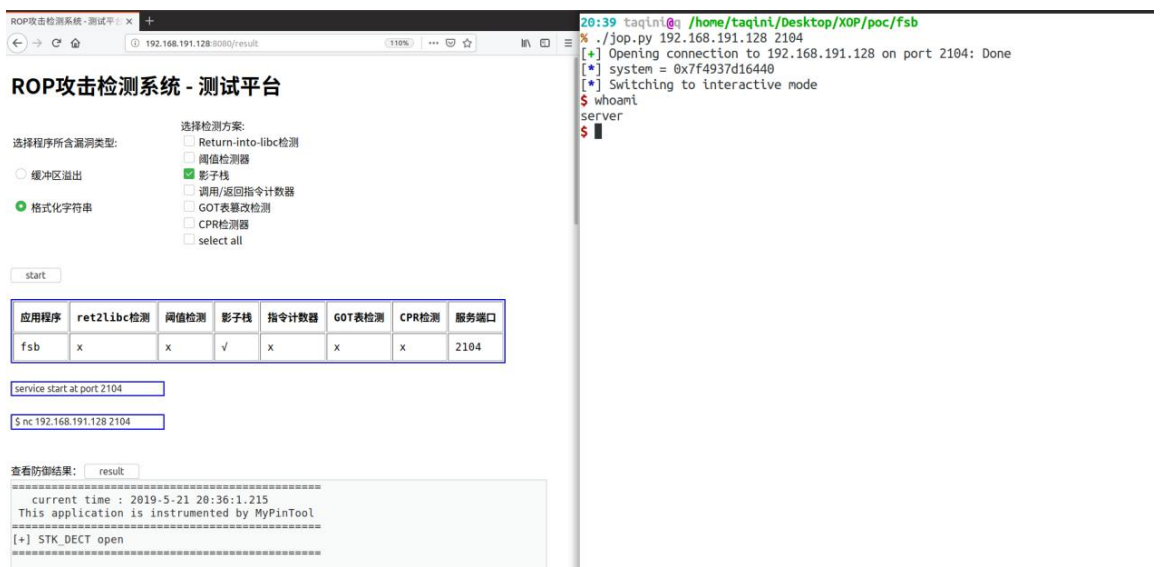 ROP攻击检测系统 - 测试平台
192.168.191.128:8080/result
110%
ROP攻击检测系统 - 测试平台
选择程序所含漏洞类型:
缓冲区溢出
格式化字符串
选择检测方案:
Return-into-libc检测
阈值检测器
影子栈
调用/返回指令计数器
GOT表篡改检测
CPR检测器
select all
start
应用程序 ret2libc检测 阈值检测 影子栈 指令计数器 GOT表检测 CPR检测 服务端口
fsb x x √ x x x 2104
service start at port 2104
$ nc 192.168.191.128 2104
查看防御结果: result
================================================
current time : 2019-5-21 20:36:1.215
This application is instrumented by MyPinTool
================================================
[+] STK_DECT open
================================================
20:39 taqini@q /home/taqini/Desktop/XOP/poc/fsb
% ./jop.py 192.168.191.128 2104
[+] Opening connection to 192.168.191.128 on port 2104: Done
[*] system = 0x7f4937d16440
[*] Switching to interactive mode
$ whoami
server
$